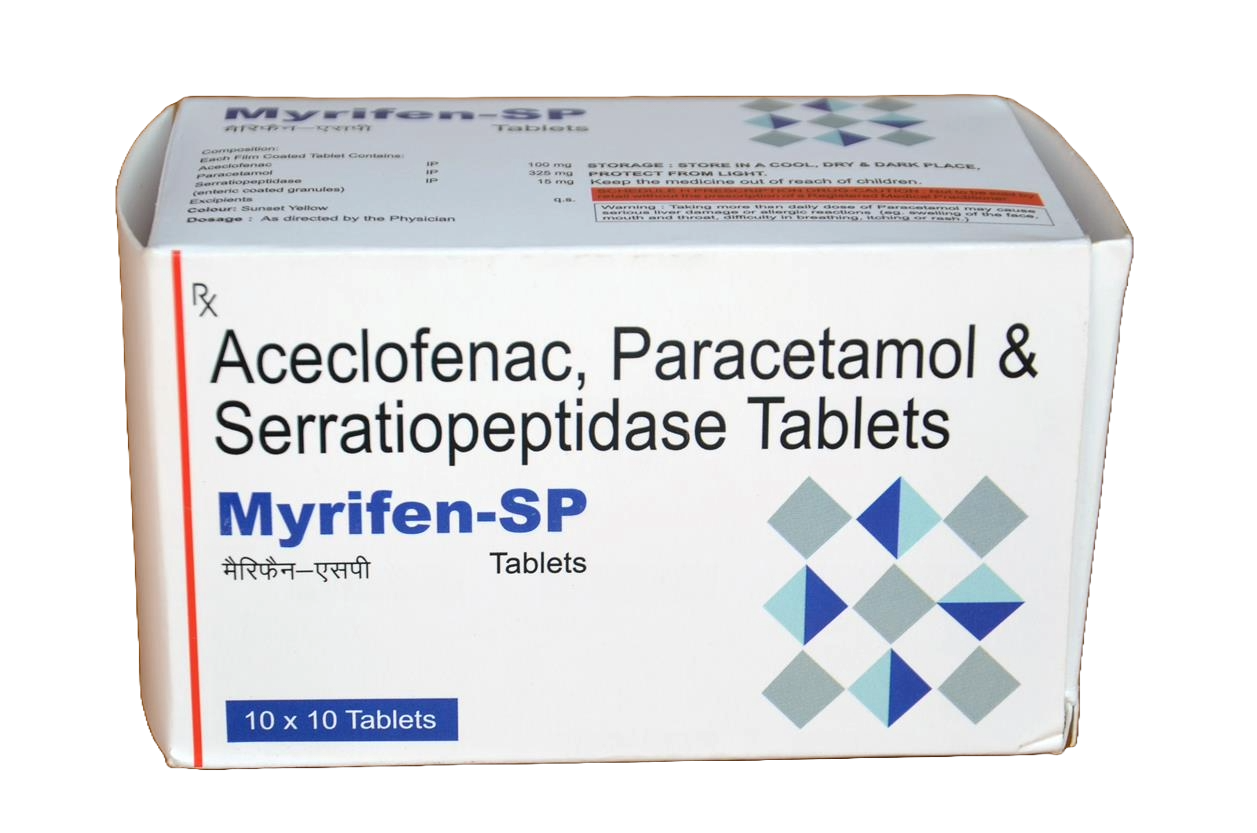 Myrifen-SP
मैरिफैन–एसपी Tablets
Composition:
Each Film Coated Tablet Contains:
Aceclofenac IP 100 mg
Paracetamol IP 325 mg
Serratiopeptidase IP 15 mg
(enteric coated granules)
Excipients q.s.
Colour: Sunset Yellow
Dosage : As directed by the Physician
STORAGE : STORE IN A COOL, DRY & DARK PLACE,
PROTECT FROM LIGHT.
Keep the medicine out of reach of children.
SCHEDULE H PRESCRIPTION DRUG-CAUTION : Not to be sold by
retail without the prescription of a Registered Medical Practitioner.
Warning : Taking more than daily dose of Paracetamol may cause
serious liver damage or allergic reactions (eg. swelling of the face,
mouth and throat, difficulty in breathing, itching or rash.)
Rx
Aceclofenac, Paracetamol &
Serratiopeptidase Tablets
Myrifen-SP
मैरिफैन–एसपी Tablets
10 x 10 Tablets